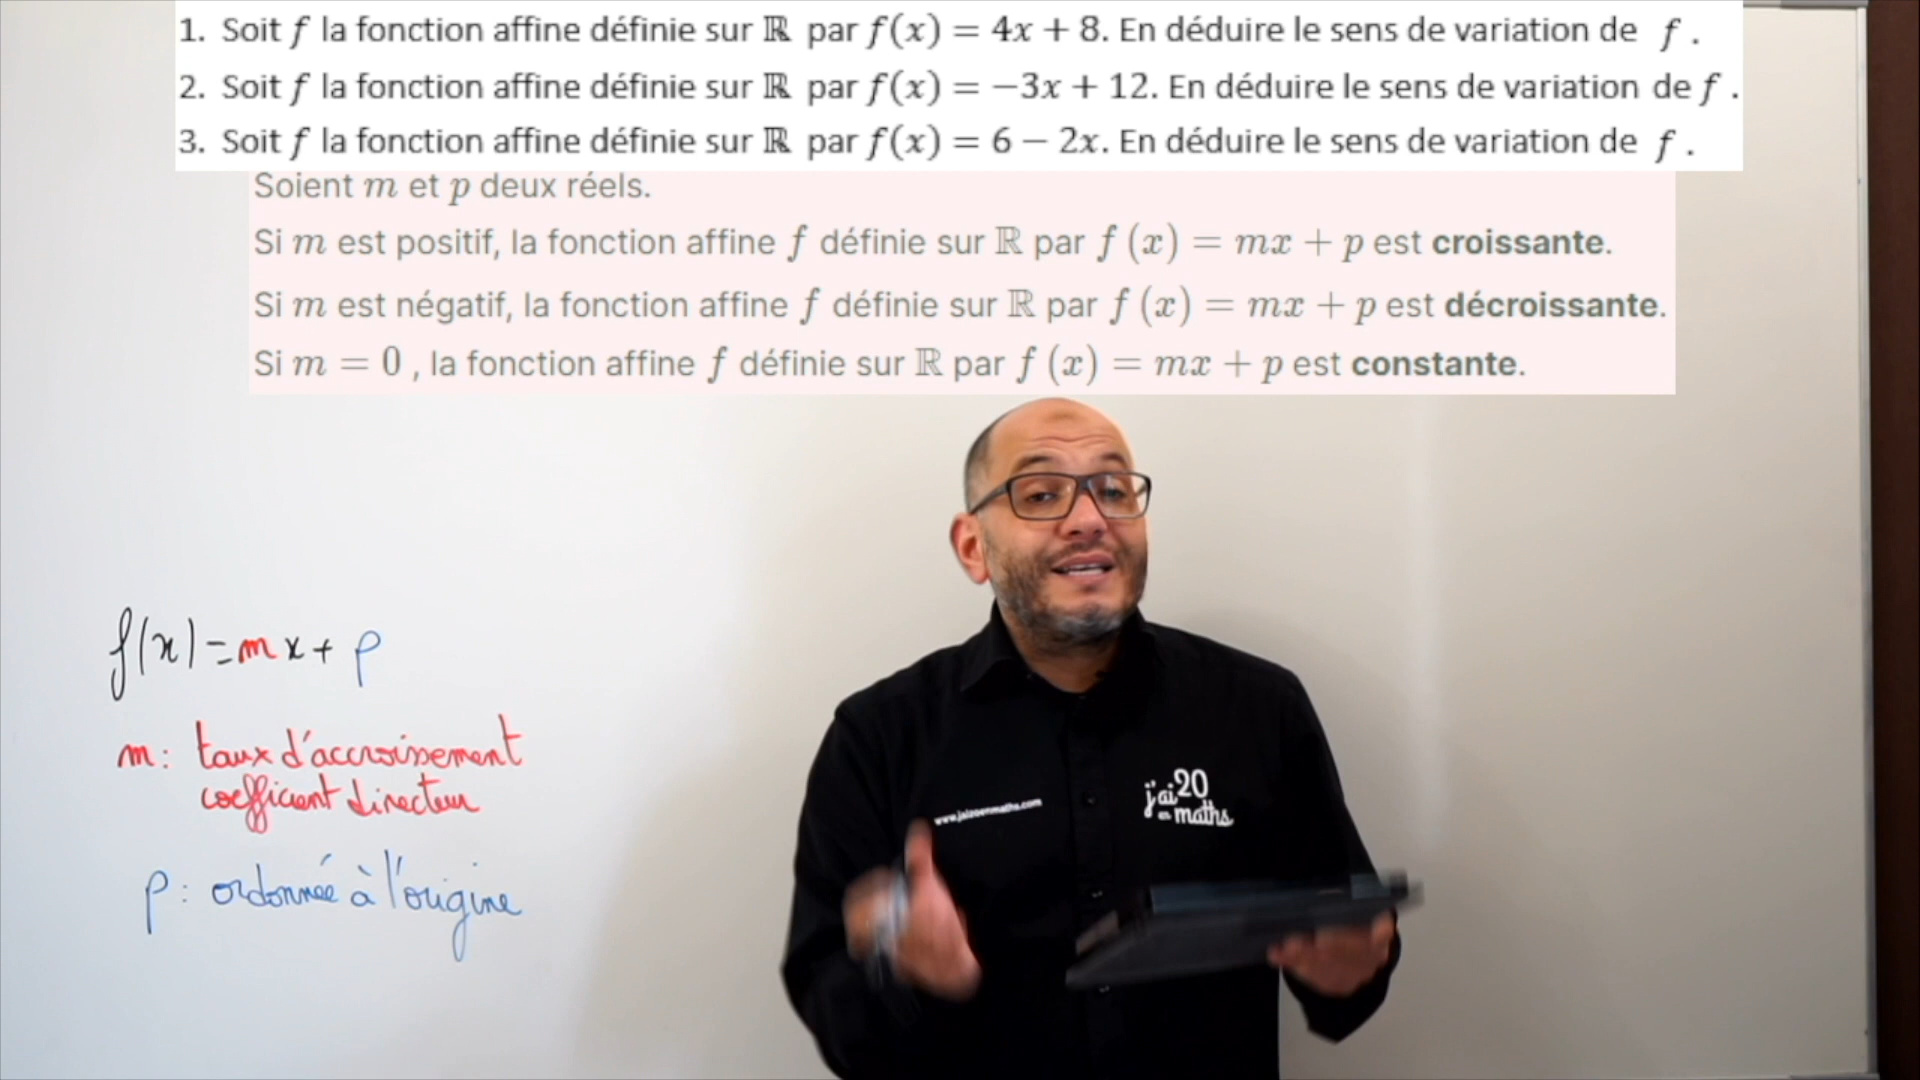 1. Soit f la fonction affine définie sur ℝ par f(x) = 4x + 8. En déduire le sens de variation de f .
2. Soit f la fonction affine définie sur ℝ par f(x) = −3x + 12. En déduire le sens de variation de f .
3. Soit f la fonction affine définie sur ℝ par f(x) = 6 − 2x. En déduire le sens de variation de f .
Soient m et p deux réels.
Si m est positif, la fonction affine f définie sur ℝ par f (x) = mx + p est croissante.
Si m est négatif, la fonction affine f définie sur ℝ par f (x) = mx + p est décroissante.
Si m = 0 , la fonction affine f définie sur ℝ par f (x) = mx + p est constante.
f(x) = mx + p
m : taux d'accroissement
coefficient directeur
p : ordonnée à l'origine
www.jai20enmaths.com
j'ai 20
en maths